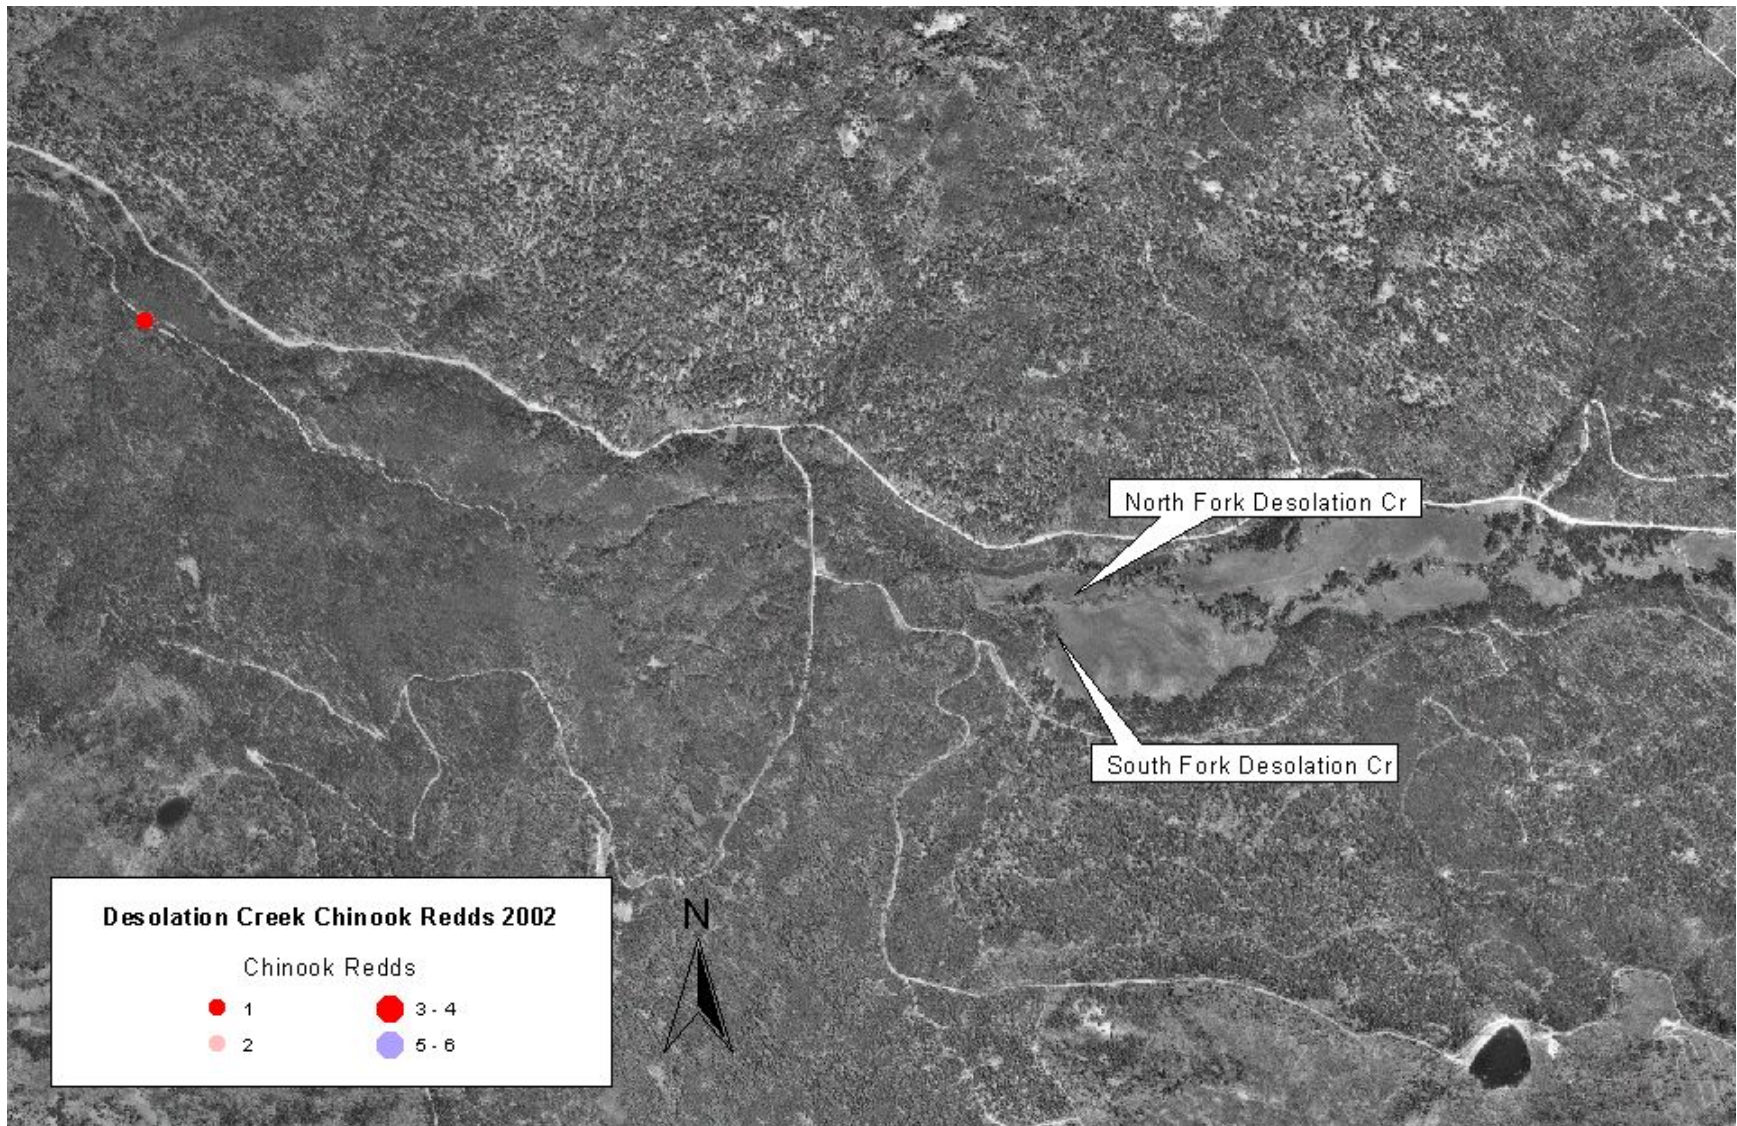 North Fork Desolation Cr
South Fork Desolation Cr
Desolation Creek Chinook Redds 2002
Chinook Redds
1
3 - 4
2
5 - 6
N